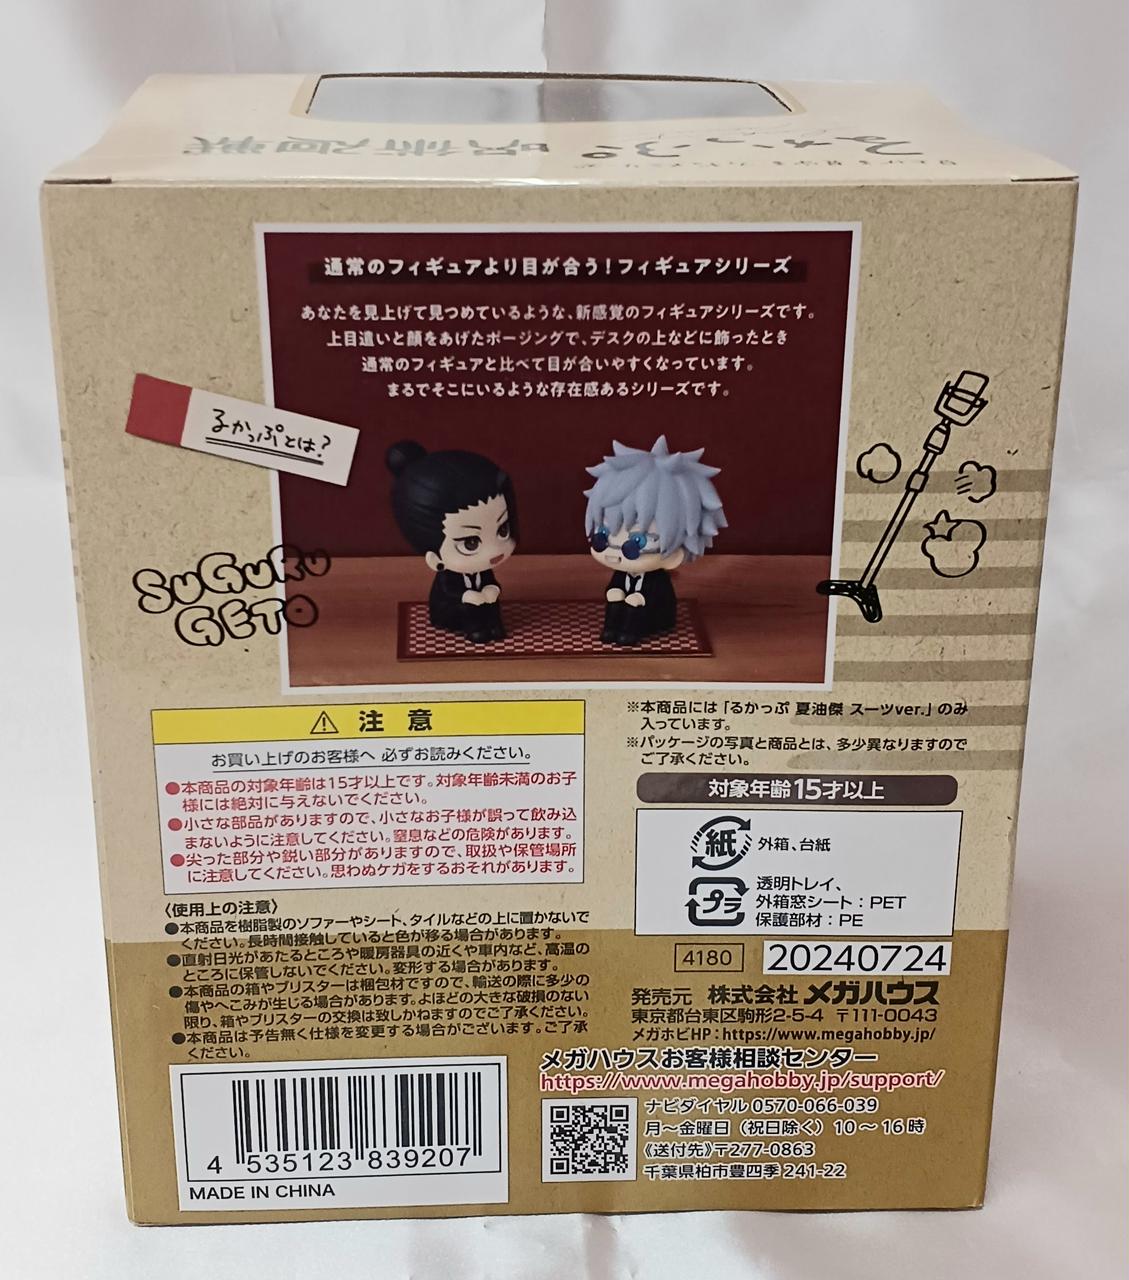 呪術廻戦
るかっぷ
通常のフィギュアより目が合う!フィギュアシリーズ
あなたを見上げて見つめているような、新感覚のフィギュアシリーズです。
上目遣いと顔をあげたポージングで、デスクの上などに飾ったとき
通常のフィギュアと比べて目が合いやすくなっています。
まるでそこにいるような存在感あるシリーズです。
るかっぷとは?
SUGURU
GETO
⚠ 注意
お買い上げのお客様へ 必ずお読みください。
●本商品の対象年齢は15才以上です。対象年齢未満のお子
様には絶対に与えないでください。
●小さな部品がありますので、小さなお子様が誤って飲み込
まないように注意してください。窒息などの危険があります。
●尖った部分や鋭い部分がありますので、取扱や保管場所
に注意してください。思わぬケガをするおそれがあります。
〈使用上の注意〉
●本商品を樹脂製のソファーやシート、タイルなどの上に置かないで
ください。長時間接触していると色が移る場合があります。
●直射日光があたるところや暖房器具の近くや車内など、高温の
ところに保管しないでください。変形する場合があります。
●本商品の箱やブリスターは梱包材ですので、輸送の際に多少の
傷やへこみが生じる場合があります。よほどの大きな破損のない
限り、箱やブリスターの交換は致しかねますのでご了承ください。
●本商品は予告無く仕様を変更する場合がございます。ご了承
ください。
4 535123 839207
MADE IN CHINA
※本商品には「るかっぷ 夏油傑 スーツver.」のみ
入っています。
※パッケージの写真と商品とは、多少異なりますので
ご了承ください。
対象年齢15才以上
紙 外箱、台紙
プラ 透明トレイ、
外箱窓シート:PET
保護部材:PE
4180 20240724
発売元 株式会社メガハウス
東京都台東区駒形2-5-4 〒111-0043
メガホビHP:https://www.megahobby.jp/
メガハウスお客様相談センター
https://www.megahobby.jp/support/
ナビダイヤル 0570-066-039
月~金曜日(祝日除く)10~16時
《送付先》〒277-0863
千葉県柏市豊四季241-22